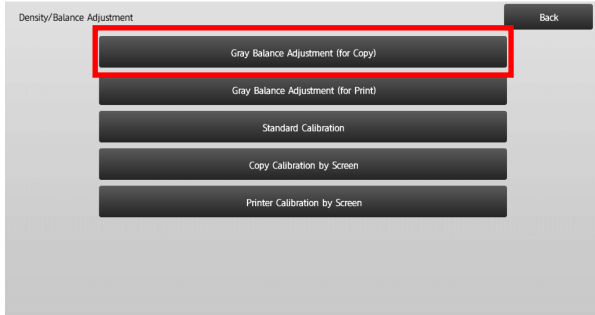 Density/Balance Adjustment
Back
Gray Balance Adjustment (for Copy)
Gray Balance Adjustment (for Print)
Standard Calibration
Copy Calibration by Screen
Printer Calibration by Screen